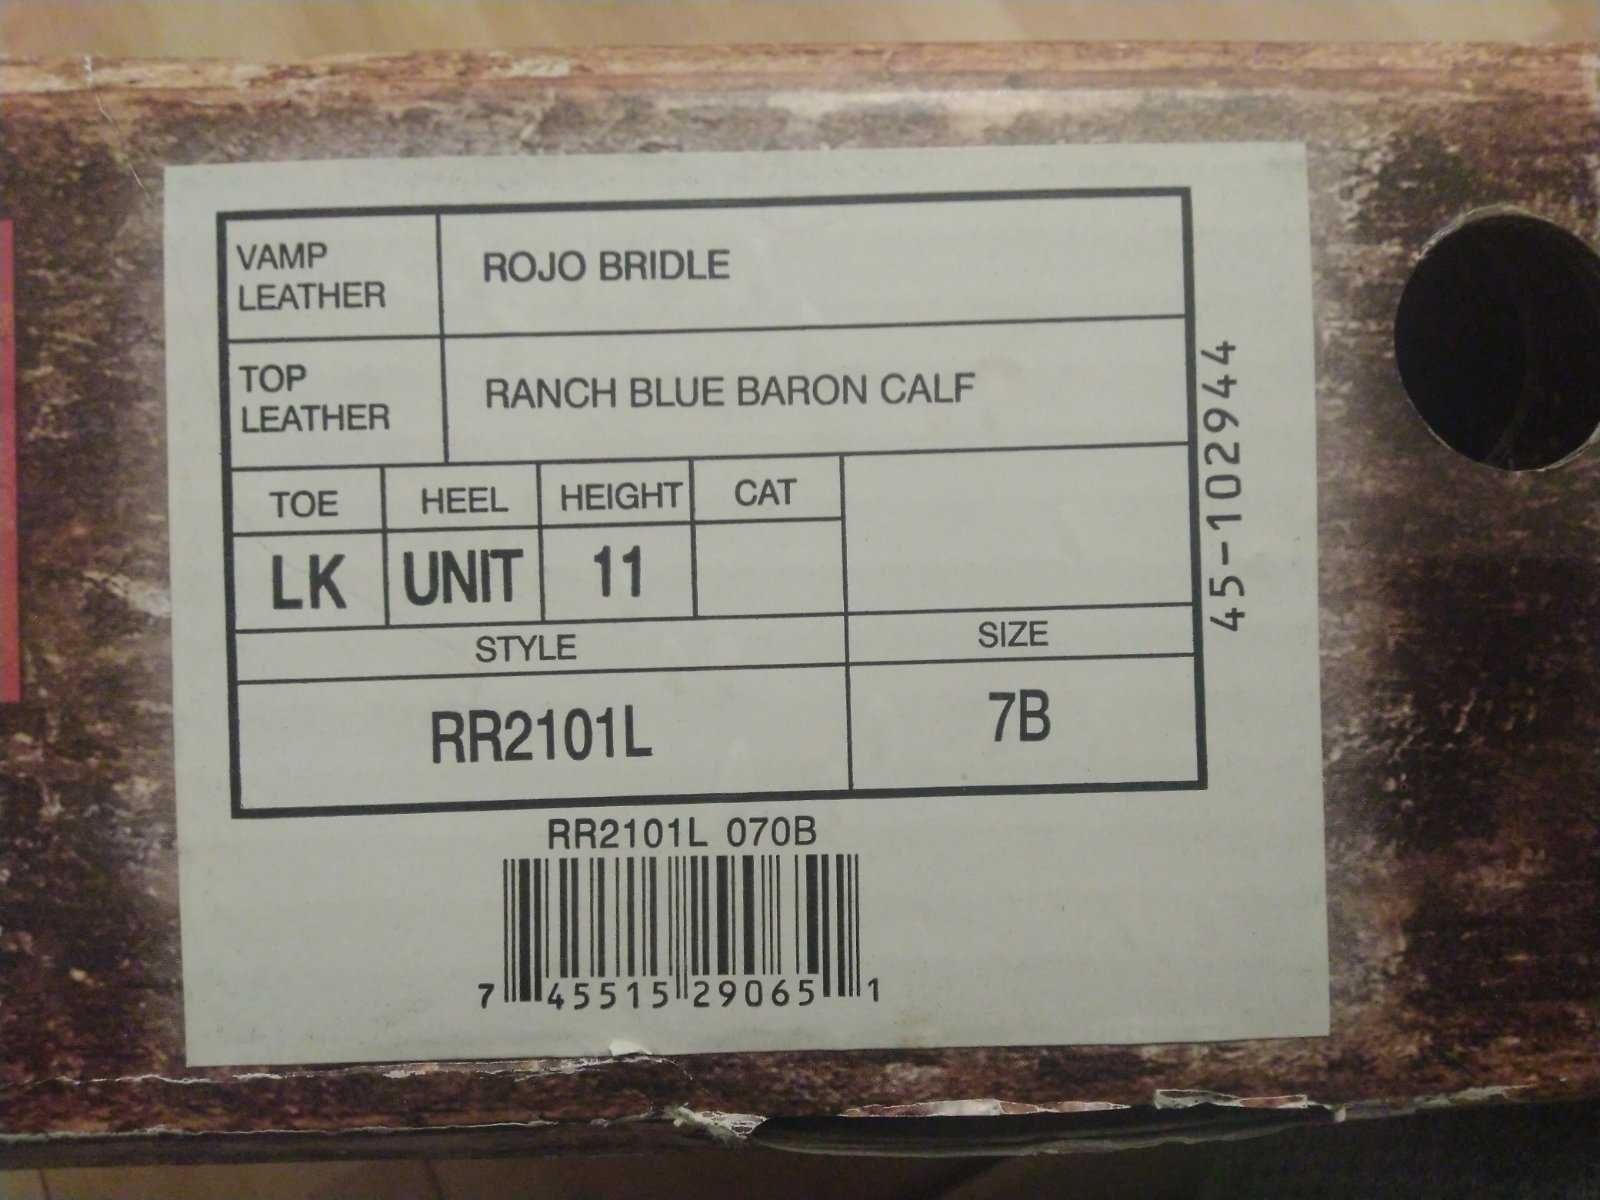 VAMP
LEATHER
ROJO BRIDLE
TOP
LEATHER
RANCH BLUE BARON CALF
TOE HEEL HEIGHT CAT
LK UNIT 11
STYLE SIZE
RR2101L 7B
RR2101L 070B
7 45515 29065 1
45-102944